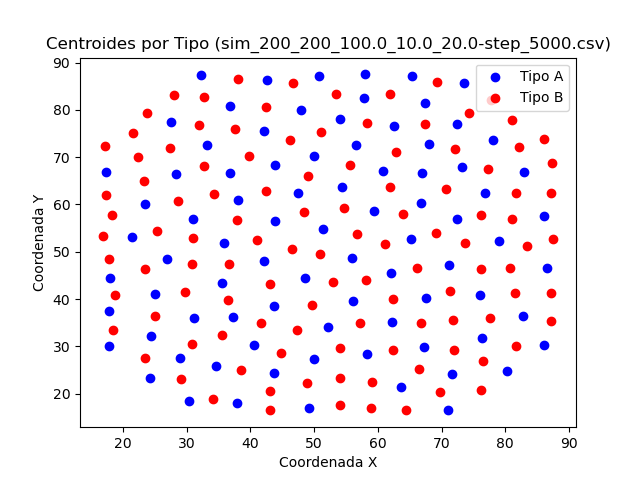 Centroides por Tipo (sim_200_200_100.0_10.0_20.0-step_5000.csv)
Tipo A
Tipo B
90
80
70
60
50
40
30
20
Coordenada Y
20 30 40 50 60 70 80 90
Coordenada X